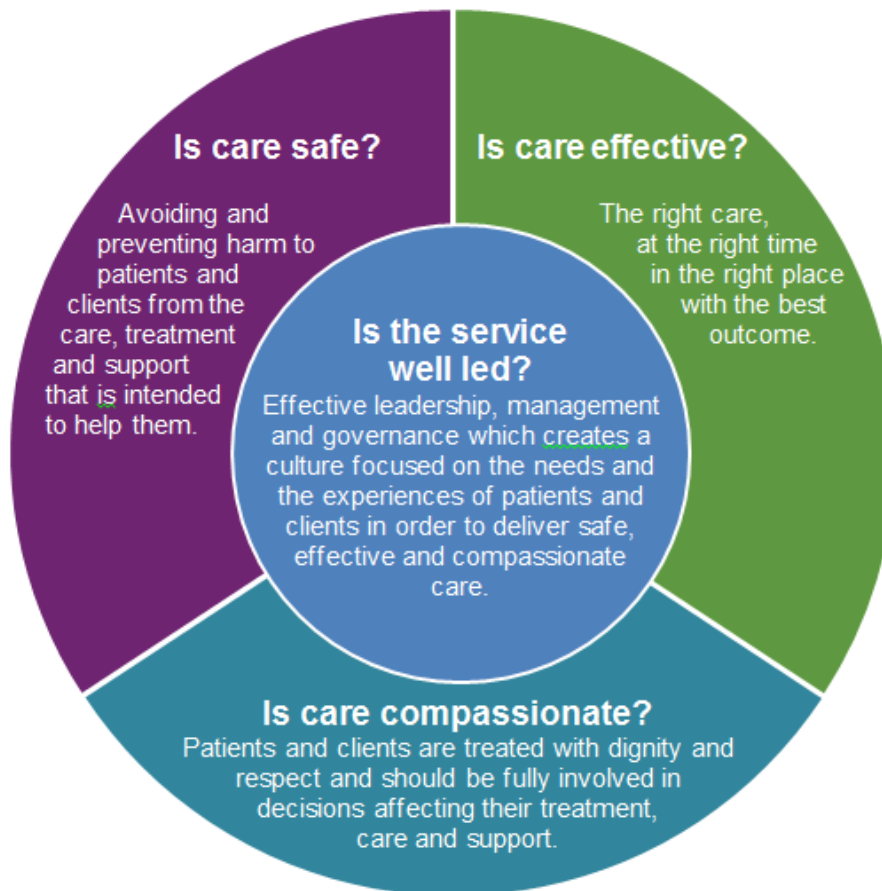 Is care safe?
Avoiding and
preventing harm to
patients and
clients from the
care, treatment
and support
that is intended
to help them.
Is care effective?
The right care,
at the right time
in the right place
with the best
outcome.
Is the service
well led?
Effective leadership, management
and governance which creates a
culture focused on the needs and
the experiences of patients and
clients in order to deliver safe,
effective and compassionate
care.
Is care compassionate?
Patients and clients are treated with dignity and
respect and should be fully involved in
decisions affecting their treatment,
care and support.